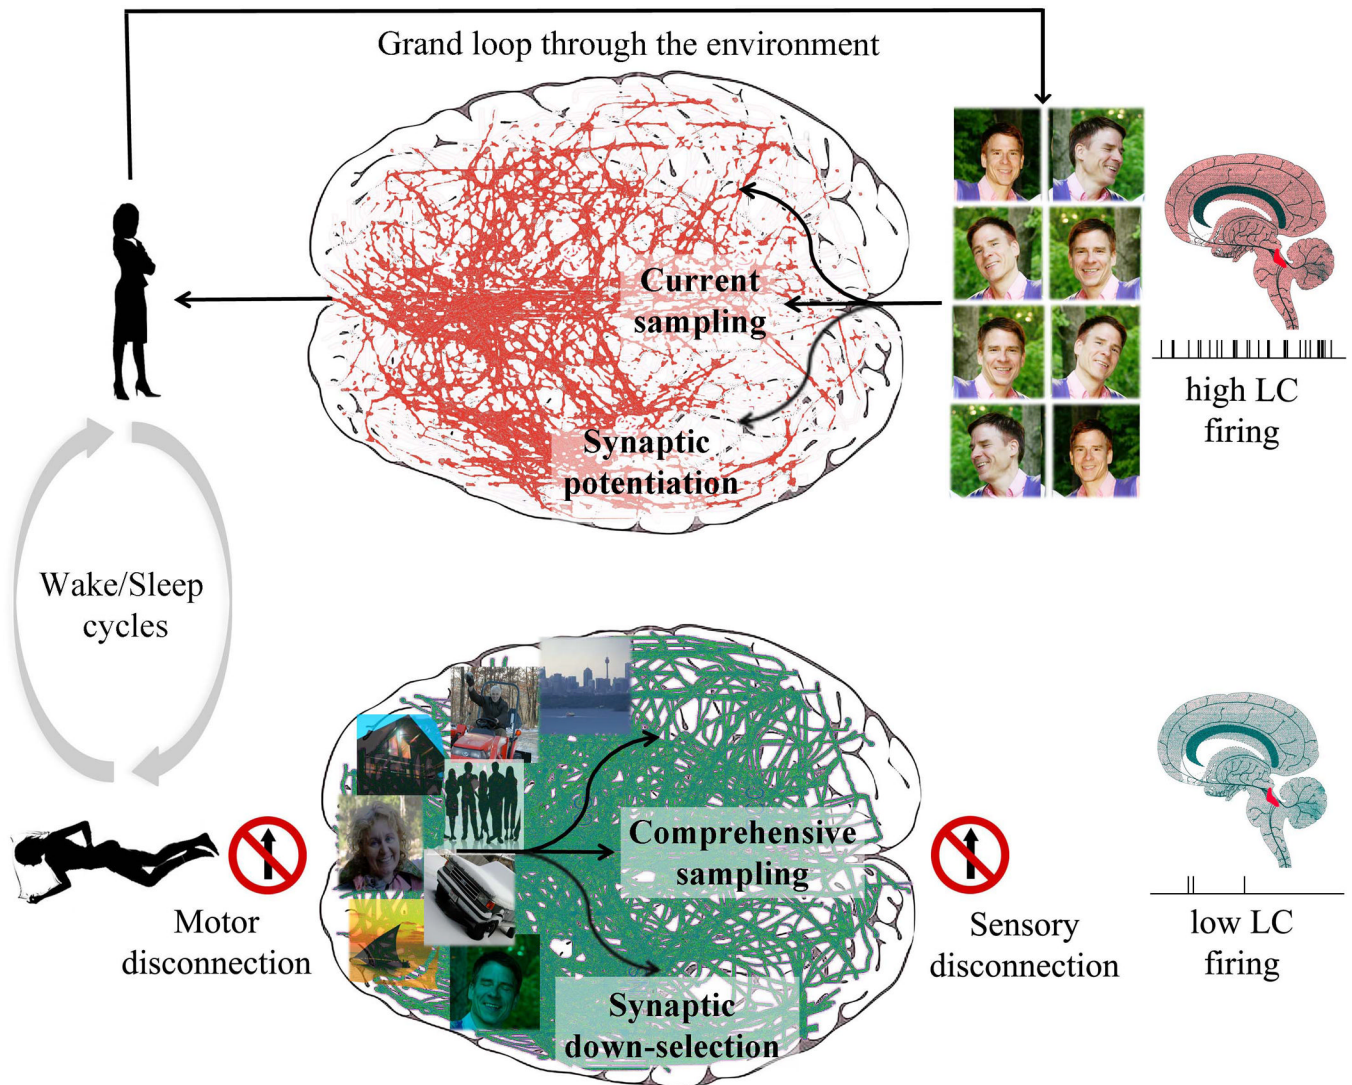 Grand loop through the environment
Current
sampling
Synaptic
potentiation
high LC
firing
Wake/Sleep
cycles
Comprehensive
sampling
Motor
disconnection
Sensory
disconnection
low LC
firing
Synaptic
down-selection